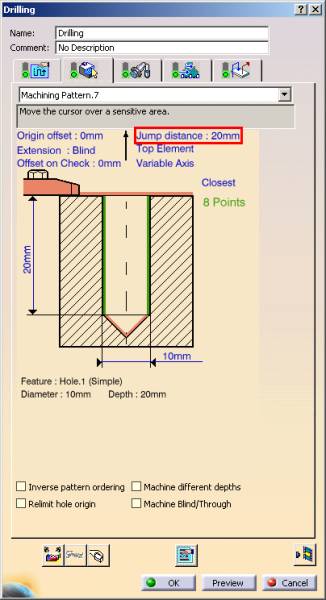 Drilling
Name: Drilling
Comment: No Description
Machining Pattern.7
Move the cursor over a sensitive area.
Origin offset : 0mm Jump distance : 20mm
Extension : Blind Top Element
Offset on Check : 0mm Variable Axis
Closest
8 Points
20mm
10mm
Feature : Hole.1 (Simple)
Diameter : 10mm Depth : 20mm
Inverse pattern ordering Machine different depths
Relimit hole origin Machine Blind/Through
OK Preview Cancel